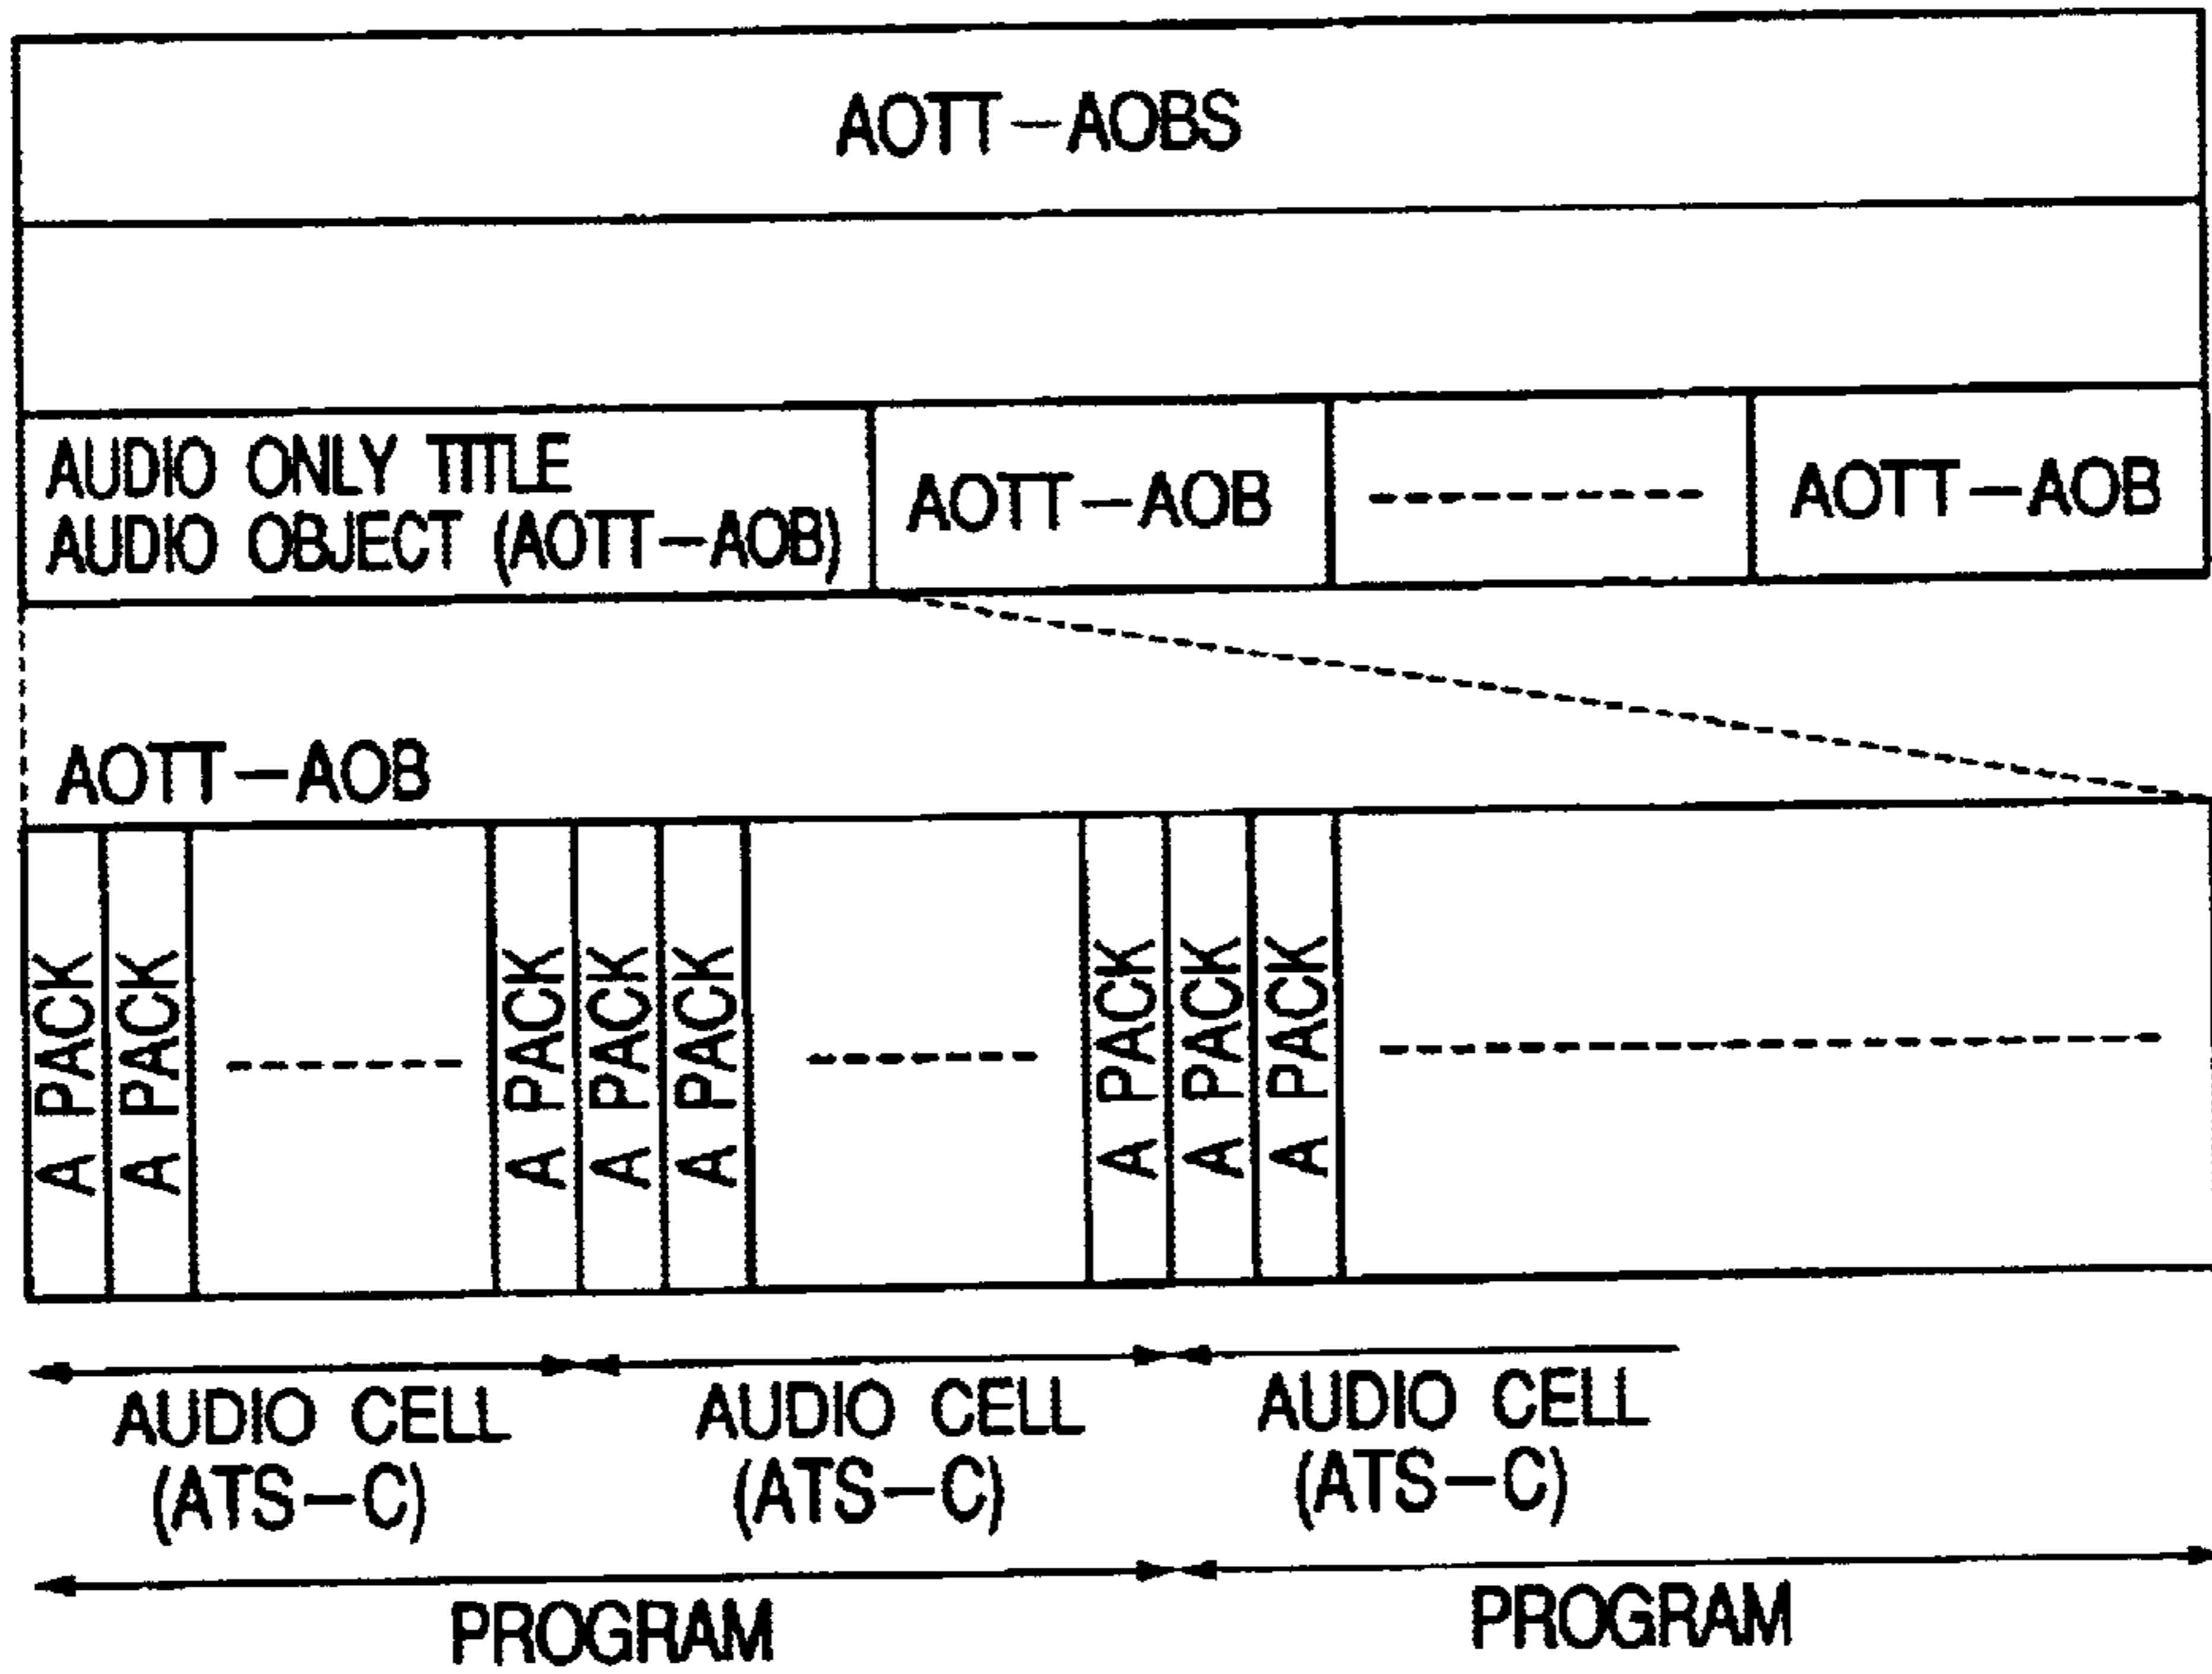 AOTT-AOBS
AUDIO ONLY TITLE
AUDIO OBJECT (AOTT-AOB)
AOTT-AOB
AOTT-AOB
AOTT-AOB
A PACK
A PACK
A PACK
A PACK
A PACK
A PACK
A PACK
A PACK
AUDIO CELL
(ATS-C)
AUDIO CELL
(ATS-C)
AUDIO CELL
(ATS-C)
PROGRAM
PROGRAM